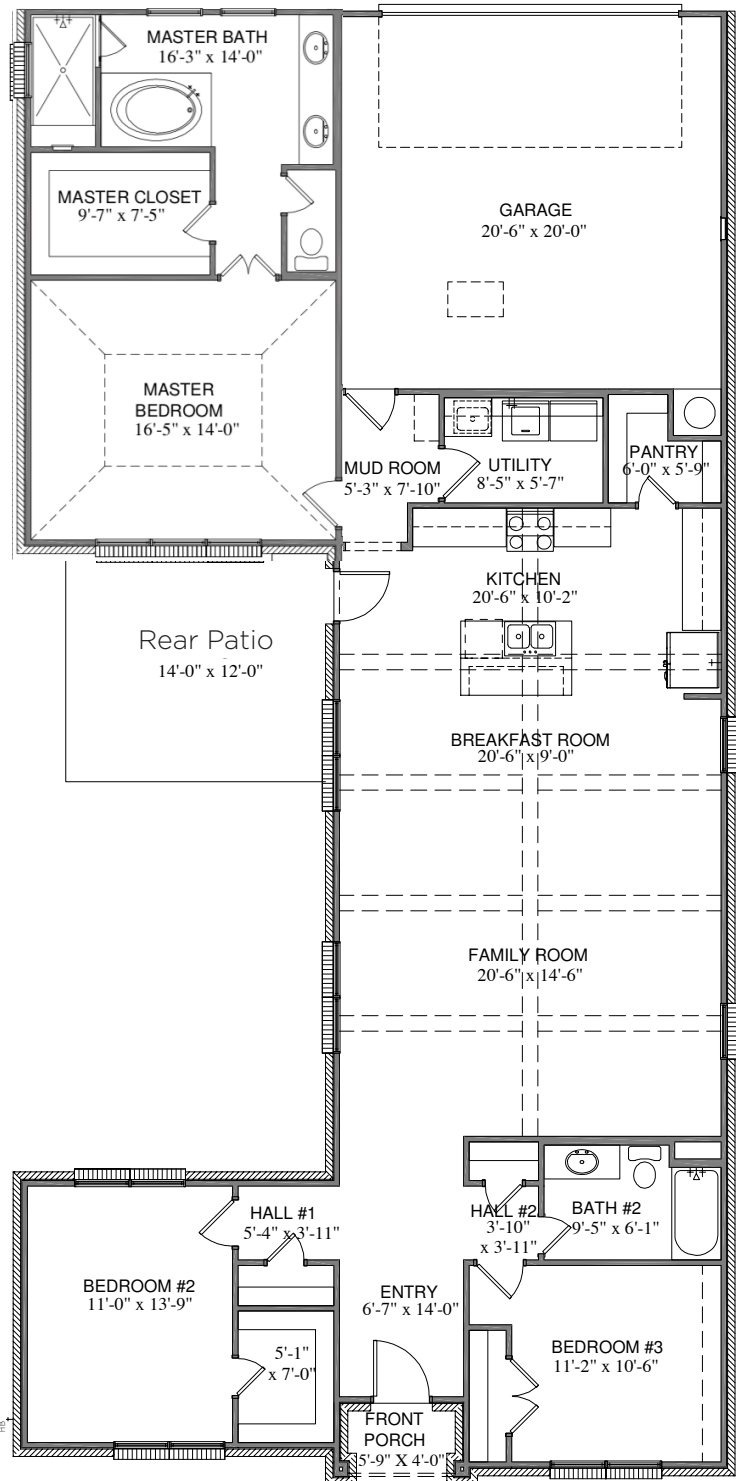 MASTER BATH
16'-3" x 14'-0"
MASTER CLOSET
9'-7" x 7'-5"
GARAGE
20'-6" x 20'-0"
MASTER
BEDROOM
16'-5" x 14'-0"
MUD ROOM
5'-3" x 7'-10"
UTILITY
8'-5" x 5'-7"
PANTRY
6'-0" x 5'-9"
KITCHEN
20'-6" x 10'-2"
Rear Patio
14'-0" x 12'-0"
BREAKFAST ROOM
20'-6" x 9'-0"
FAMILY ROOM
20'-6" x 14'-6"
HALL #1
5'-4" x 3'-11"
HALL #2
3'-10"
x 3'-11"
BATH #2
9'-5" x 6'-1"
BEDROOM #2
11'-0" x 13'-9"
ENTRY
6'-7" x 14'-0"
5'-1"
x 7'-0"
BEDROOM #3
11'-2" x 10'-6"
FRONT
PORCH
5'-9" X 4'-0"
HB